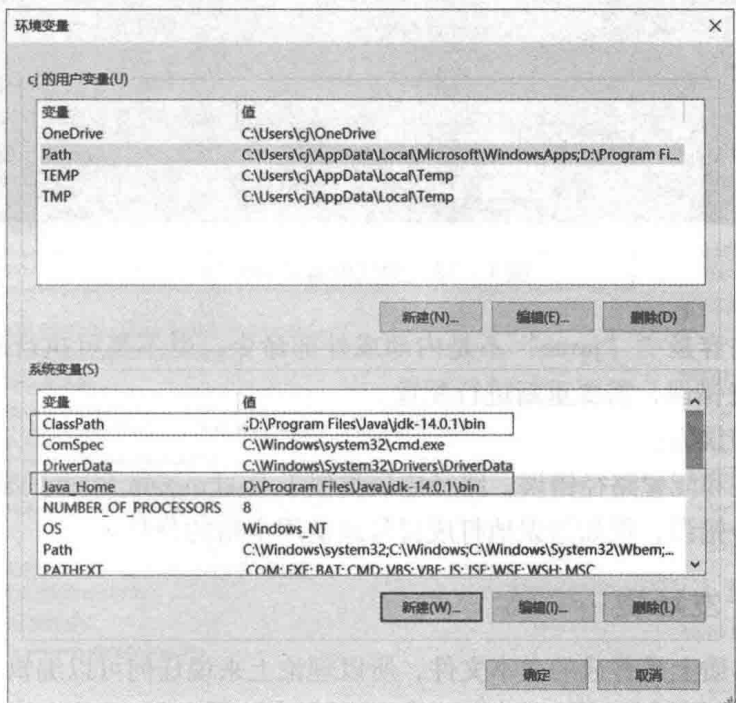 环境变量
cj 的用户变量(U)
变量 值
OneDrive C:\Users\cj\OneDrive
Path C:\Users\cj\AppData\Local\Microsoft\WindowsApps;D:\Program Fi...
TEMP C:\Users\cj\AppData\Local\Temp
TMP C:\Users\cj\AppData\Local\Temp
新建(N)... 编辑(E)... 删除(D)
系统变量(S)
变量 值
ClassPath .;D:\Program Files\Java\jdk-14.0.1\bin
ComSpec C:\Windows\system32\cmd.exe
DriverData C:\Windows\System32\Drivers\DriverData
Java_Home D:\Program Files\Java\jdk-14.0.1\bin
NUMBER_OF_PROCESSORS 8
OS Windows_NT
Path C:\Windows\system32;C:\Windows;C:\Windows\System32\Wbem;...
PATHEXT .COM;.EXE;.BAT;.CMD;.VBS;.VBE;.JS;.JSE;.WSF;.WSH;.MSC
新建(W)... 编辑(I)... 删除(L)
确定 取消